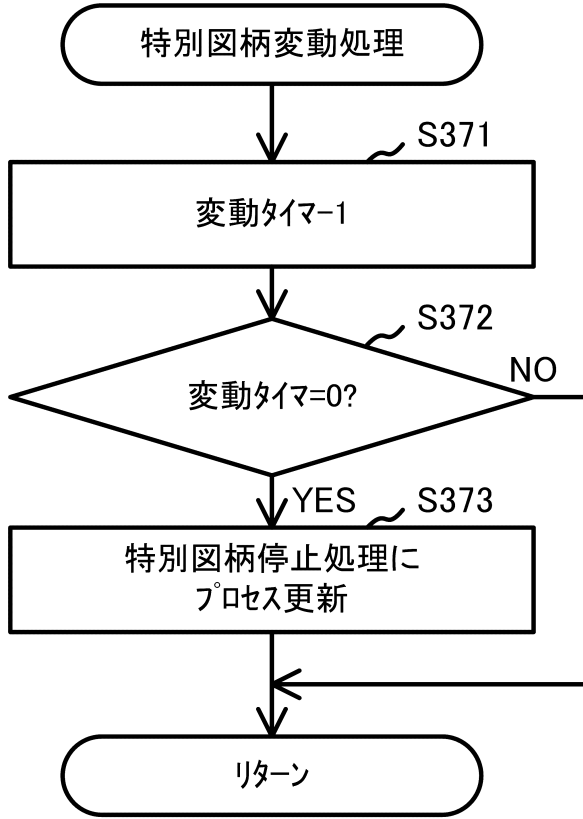 特別図柄変動処理
S371
変動ﾀｲﾏ-1
S372
変動ﾀｲﾏ=0?
NO
YES
S373
特別図柄停止処理に
ﾌﾟﾛｾｽ更新
ﾘﾀｰﾝ